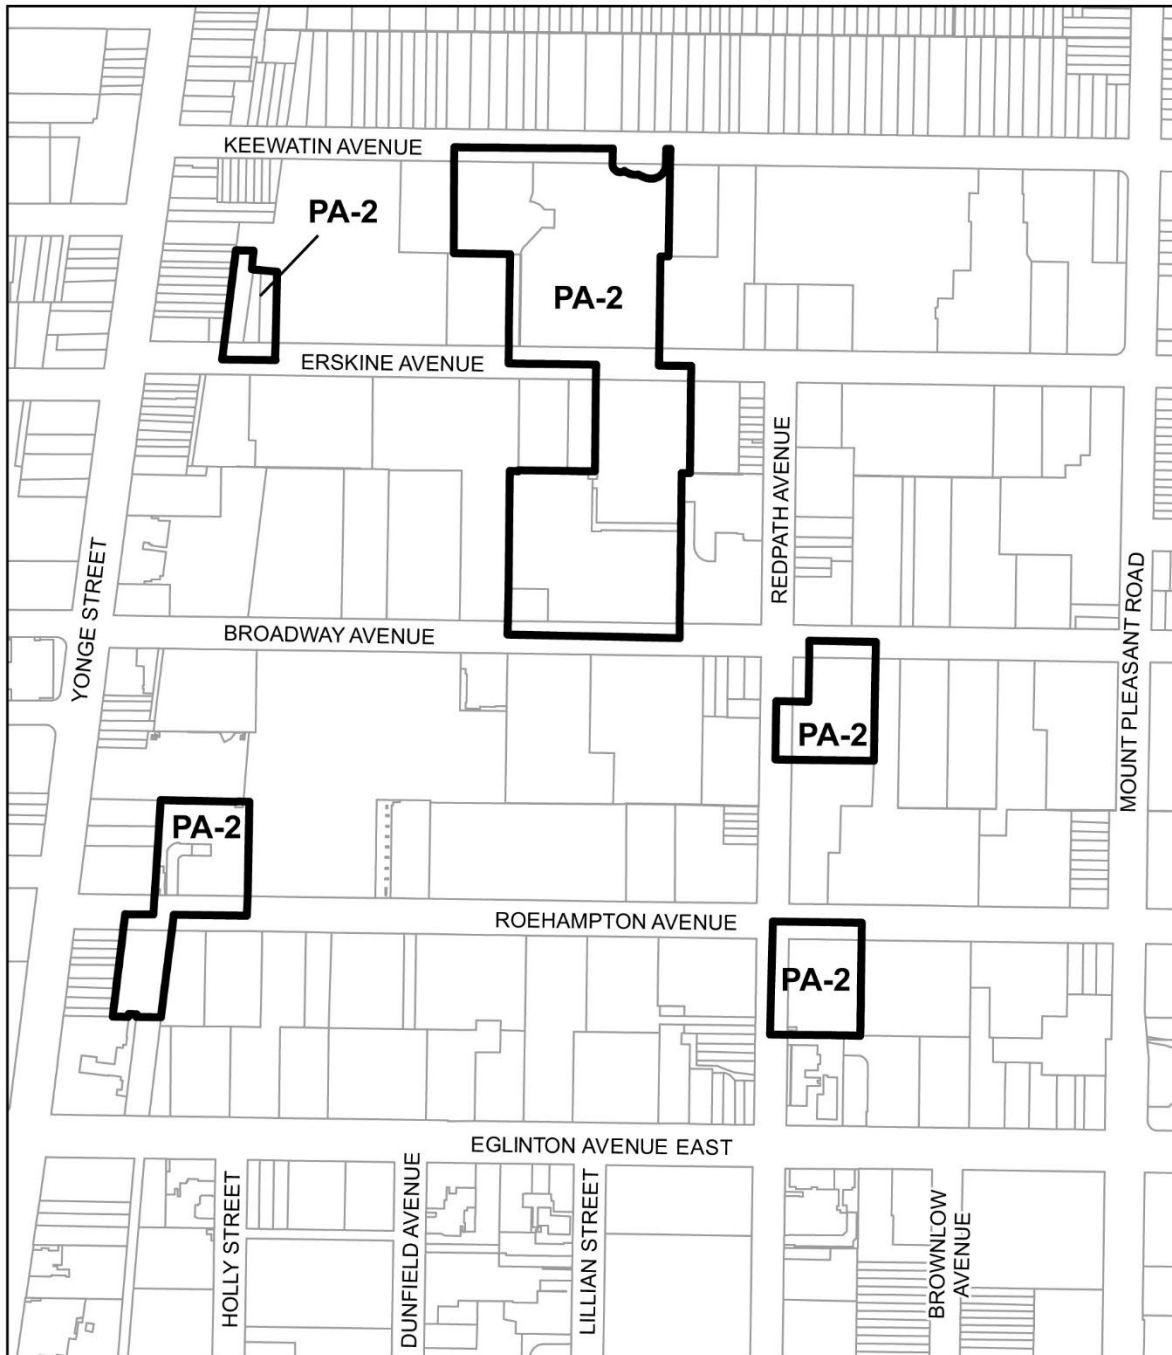 KEEWATIN AVENUE
PA-2
PA-2
ERSKINE AVENUE
REDPATH AVENUE
YONGE STREET
MOUNT PLEASANT ROAD
BROADWAY AVENUE
PA-2
PA-2
ROEHAMPTON AVENUE
PA-2
EGLINTON AVENUE EAST
HOLLY STREET
DUNFIELD AVENUE
LILLIAN STREET
BROWNLOW
AVENUE